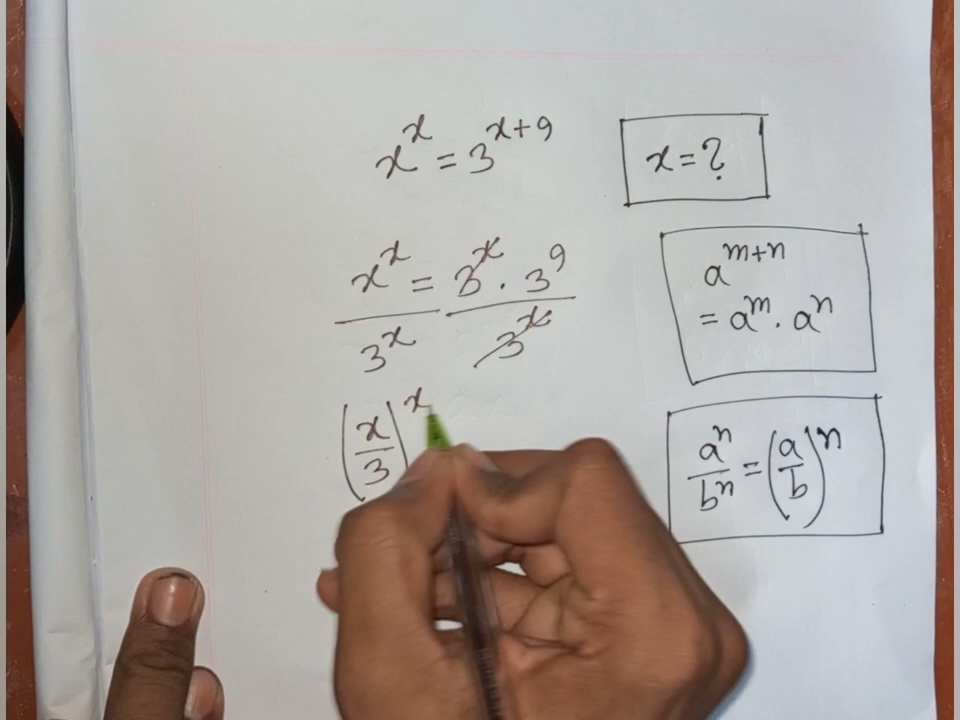 x^x = 3^{x+9}
x = ?
x^x / 3^x = 3^x · 3^9 / 3^x
a^{m+n}
= a^m · a^n
(x/3)^x
a^n / b^n = (a/b)^n